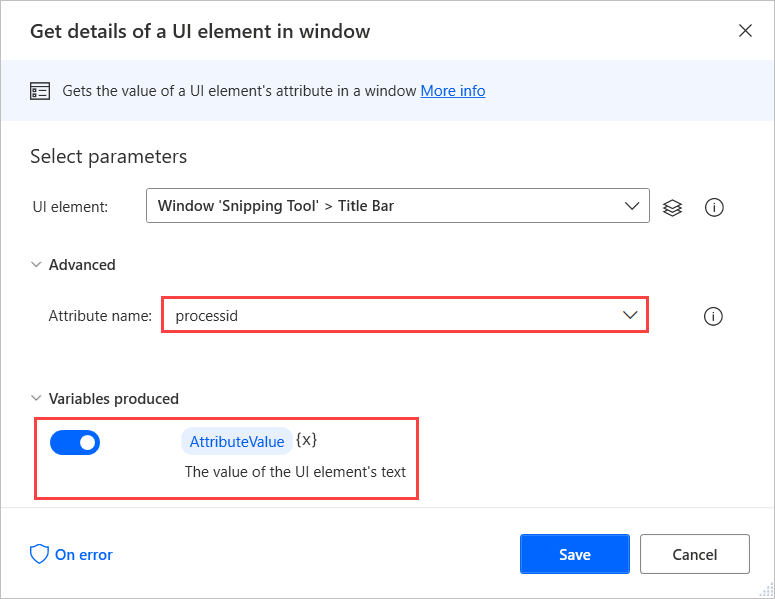 Get details of a UI element in window
Gets the value of a UI element's attribute in a window More info
Select parameters
UI element: Window 'Snipping Tool' > Title Bar
Advanced
Attribute name: processid
Variables produced
AttributeValue {x}
The value of the UI element's text
On error Save Cancel